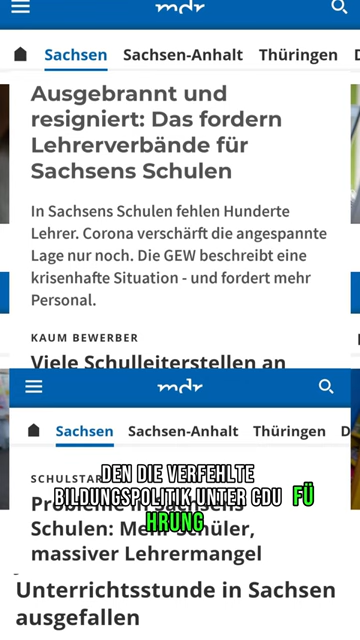 mdr
Sachsen Sachsen-Anhalt Thüringen D
Ausgebrannt und
resigniert: Das fordern
Lehrerverbände für
Sachsens Schulen
In Sachsens Schulen fehlen Hunderte
Lehrer. Corona verschärft die angespannte
Lage nur noch. Die GEW beschreibt eine
krisenhafte Situation - und fordert mehr
Personal.
KAUM BEWERBER
Viele Schulleiterstellen an
mdr
Sachsen Sachsen-Anhalt Thüringen D
SCHULSTAR
DEN DIE VERFEHLTE
BILDUNGSPOLITIK UNTER CDU FÜ
HRUNG
Schulen: Mehr Schüler,
massiver Lehrermangel
Unterrichtsstunde in Sachsen
ausgefallen